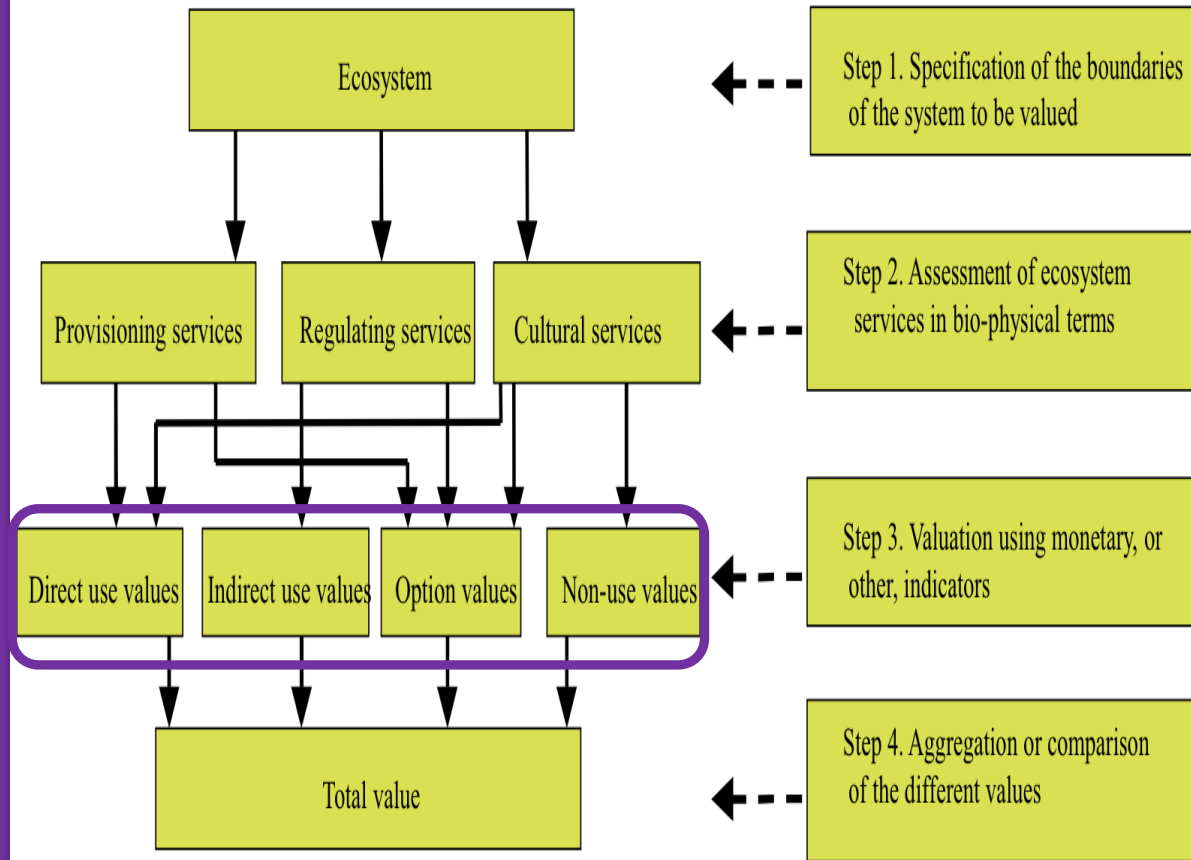 Ecosystem
Step 1. Specification of the boundaries
of the system to be valued
Provisioning services
Regulating services
Cultural services
Step 2. Assessment of ecosystem
services in bio-physical terms
Direct use values
Indirect use values
Option values
Non-use values
Step 3. Valuation using monetary, or
other, indicators
Total value
Step 4. Aggregation or comparison
of the different values